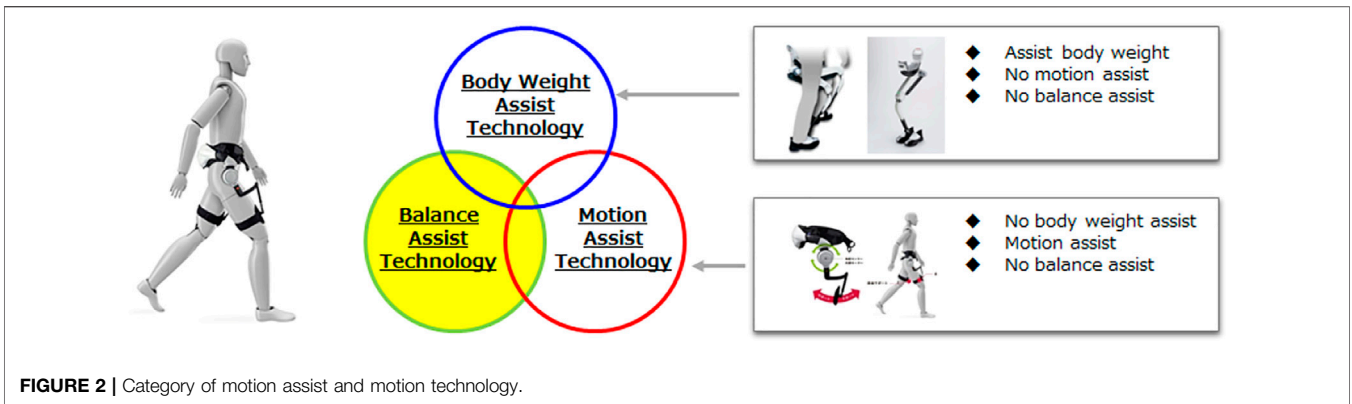 Body Weight
Assist
Technology
Balance
Assist
Technology
Motion
Assist
Technology
◆ Assist body weight
◆ No motion assist
◆ No balance assist
◆ No body weight assist
◆ Motion assist
◆ No balance assist
FIGURE 2 | Category of motion assist and motion technology.